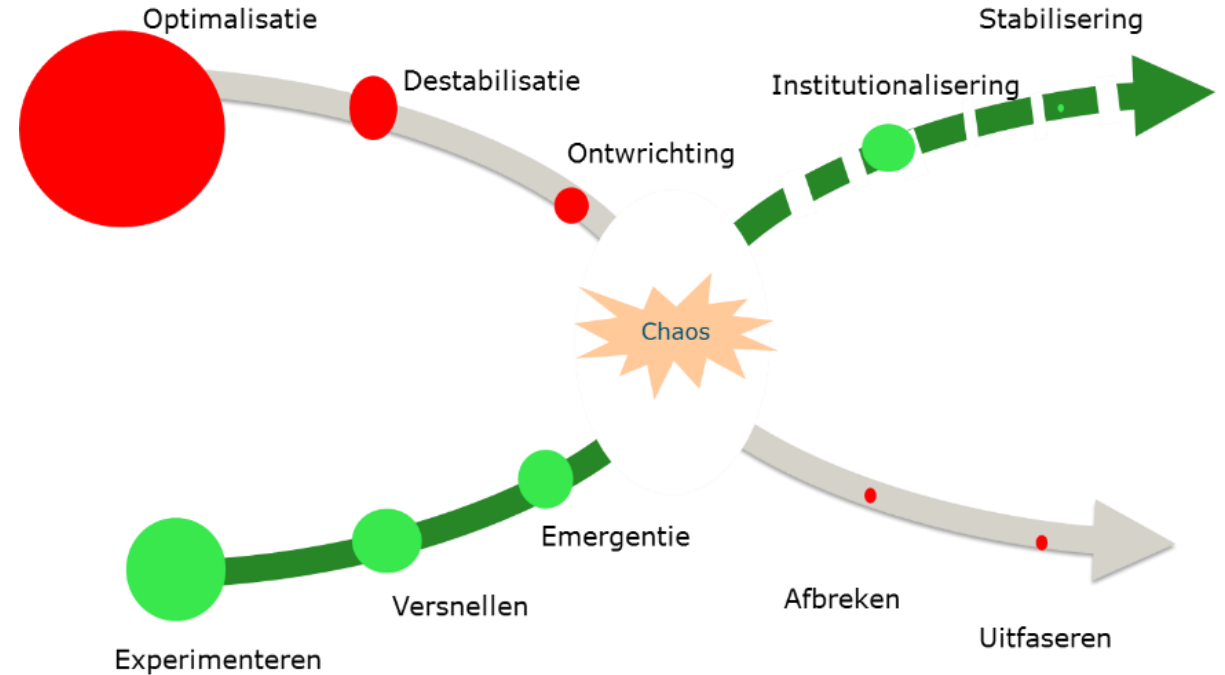 Optimalisatie
Stabilisering
Destabilisatie
Institutionalisering
Ontwrichting
Chaos
Emergentie
Versnellen
Afbreken
Uitfaseren
Experimenteren